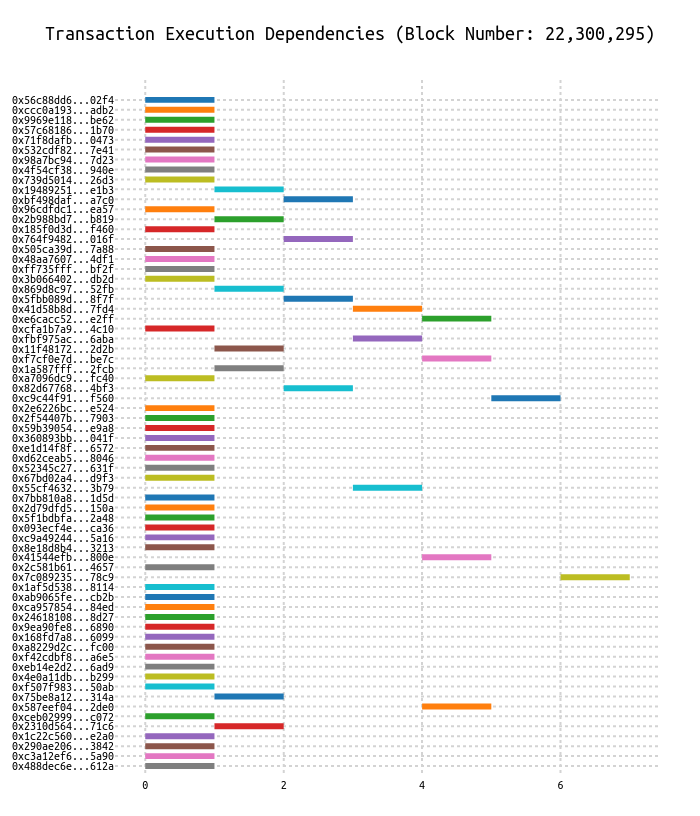 Transaction Execution Dependencies (Block Number: 22,300,295)
0x56c88dd6...02f4
0xccc0a193...adb2
0x9969e118...be62
0x57c68186...1b70
0x71f8dafb...0473
0x532cdf82...7e41
0x98a7bc94...7d23
0x4f54cf38...940e
0x739d5014...26d3
0x19489251...e1b3
0xbf498daf...a7c0
0x96cdfdc1...ea57
0x2b988bd7...b819
0x185f0d3d...f460
0x764f9482...016f
0x505ca39d...7a88
0x48aa7607...4df1
0xff735fff...bf2f
0x3b066402...db2d
0x869d8c97...52fb
0x5fbb089d...8f7f
0x41d58b8d...7fd4
0xe6cacc52...e2ff
0xcfa1b7a9...4c10
0xfbf975ac...6aba
0x11f48172...2d2b
0xf7cf0e7d...be7c
0x1a587fff...2fcb
0xa7096dc9...fc40
0x82d67768...4bf3
0xc9c44f91...f560
0x2e6226bc...e524
0x2f54407b...7903
0x59b39054...e9a8
0x360893bb...041f
0xe1d14f8f...6572
0xd62ceab5...8046
0x52345c27...631f
0x67bd02a4...d9f3
0x55cf4632...3b79
0x7bb810a8...1d5d
0x2d79dfd5...150a
0x5f1bdbfa...2a48
0x093ecf4e...ca36
0xc9a49244...5a16
0x8e18d8b4...3213
0x41544efb...800e
0x2c581b61...4657
0x7c089235...78c9
0x1af5d538...8114
0xab9065fe...cb2b
0xca957854...84ed
0x24618108...8d27
0x9ea90fe8...6890
0x168fd7a8...6099
0xa8229d2c...fc00
0xf42cdbf8...a6e5
0xeb14e2d2...6ad9
0x4e0a11db...b299
0xf507f983...50ab
0x75be8a12...314a
0x587eef04...2de0
0xceb02999...c072
0x2310d564...71c6
0x1c22c560...e2a0
0x290ae206...3842
0xc3a12ef6...5a90
0x488dec6e...612a
0 2 4 6